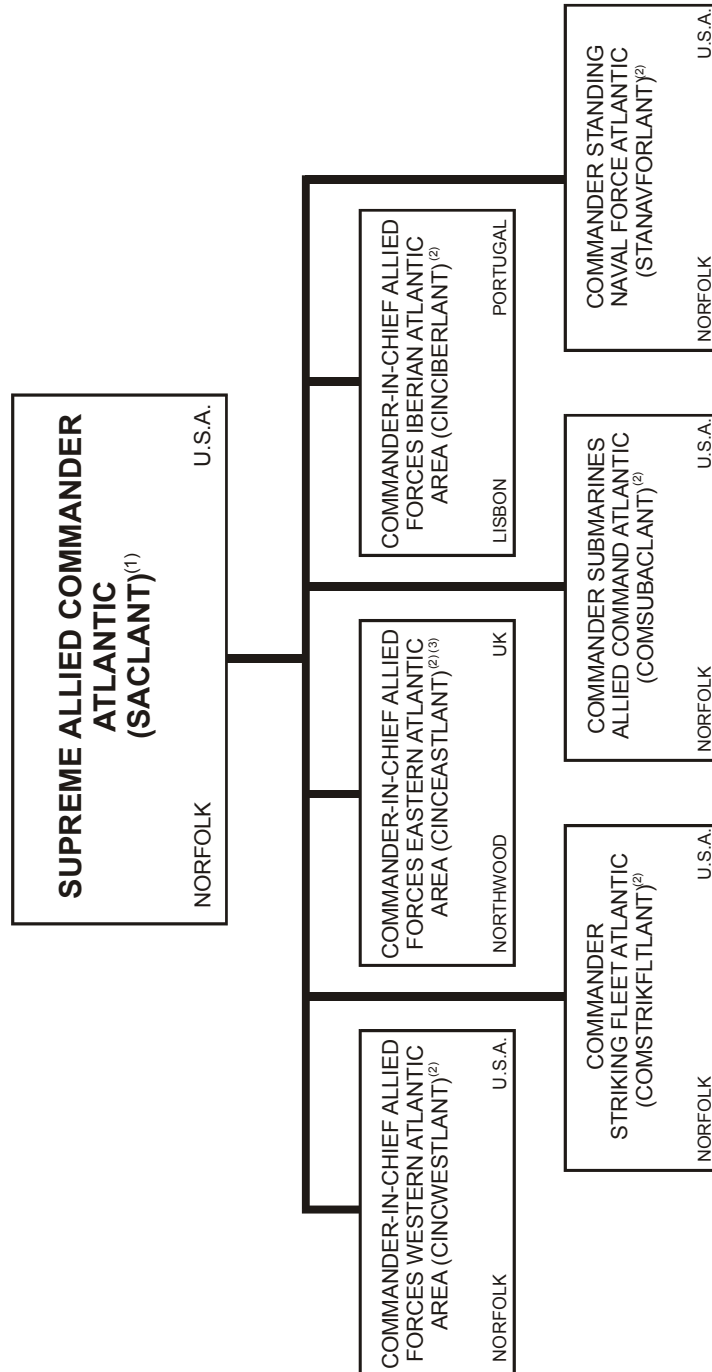 SUPREME ALLIED COMMANDER
ATLANTIC
(SACLANT)(1)
NORFOLK U.S.A.
COMMANDER-IN-CHIEF ALLIED
FORCES WESTERN ATLANTIC
AREA (CINCWESTLANT)(2)
NORFOLK U.S.A.
COMMANDER-IN-CHIEF ALLIED
FORCES EASTERN ATLANTIC
AREA (CINCEASTLANT)(2) (3)
NORTHWOOD UK
COMMANDER-IN-CHIEF ALLIED
FORCES IBERIAN ATLANTIC
AREA (CINCIBERLANT)(2)
LISBON PORTUGAL
COMMANDER
STRIKING FLEET ATLANTIC
(COMSTRIKFLTLANT)(2)
NORFOLK U.S.A.
COMMANDER SUBMARINES
ALLIED COMMAND ATLANTIC
(COMSUBACLANT)(2)
NORFOLK U.S.A.
COMMANDER STANDING
NAVAL FORCE ATLANTIC
(STANAVFORLANT)(2)
NORFOLK U.S.A.